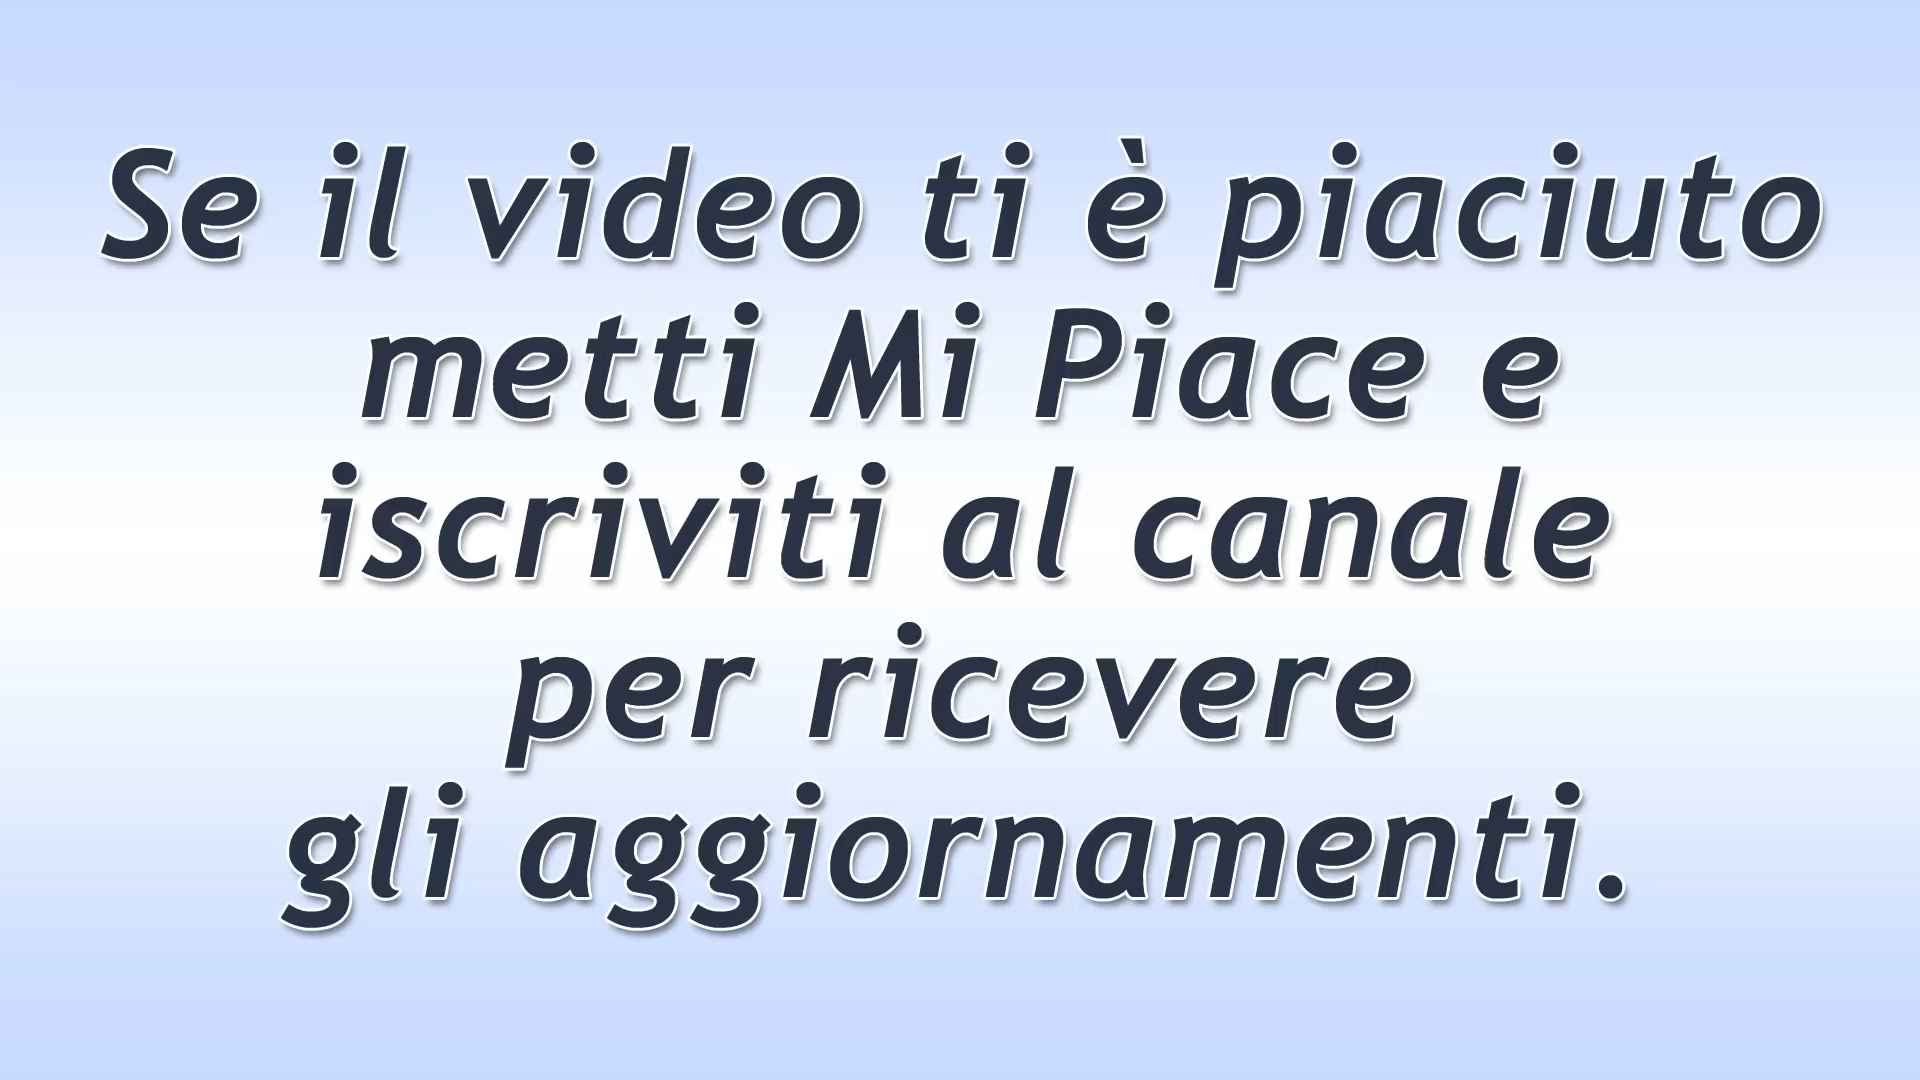 Se il video ti è piaciuto
metti Mi Piace e
iscriviti al canale
per ricevere
gli aggiornamenti.